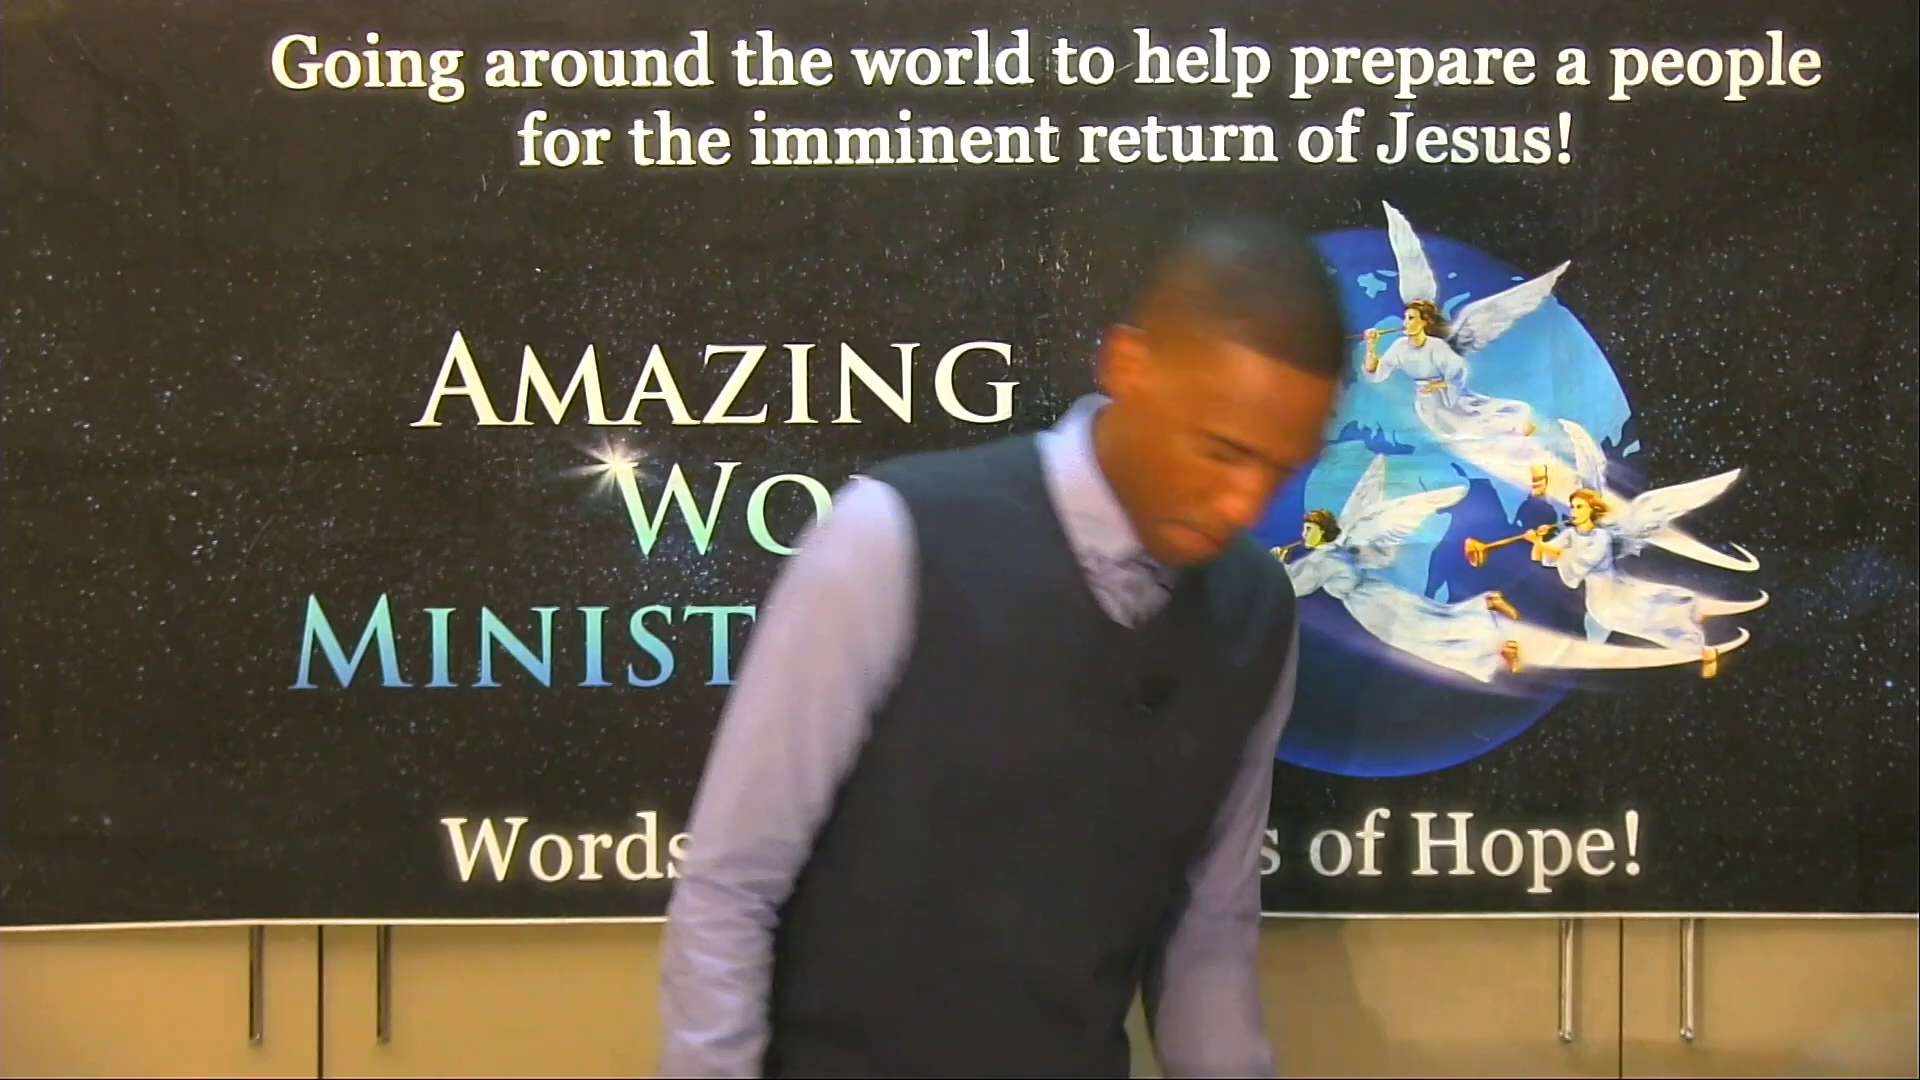 Going around the world to help prepare a people
for the imminent return of Jesus!
AMAZING
WO
MINIST
Words
s of Hope!